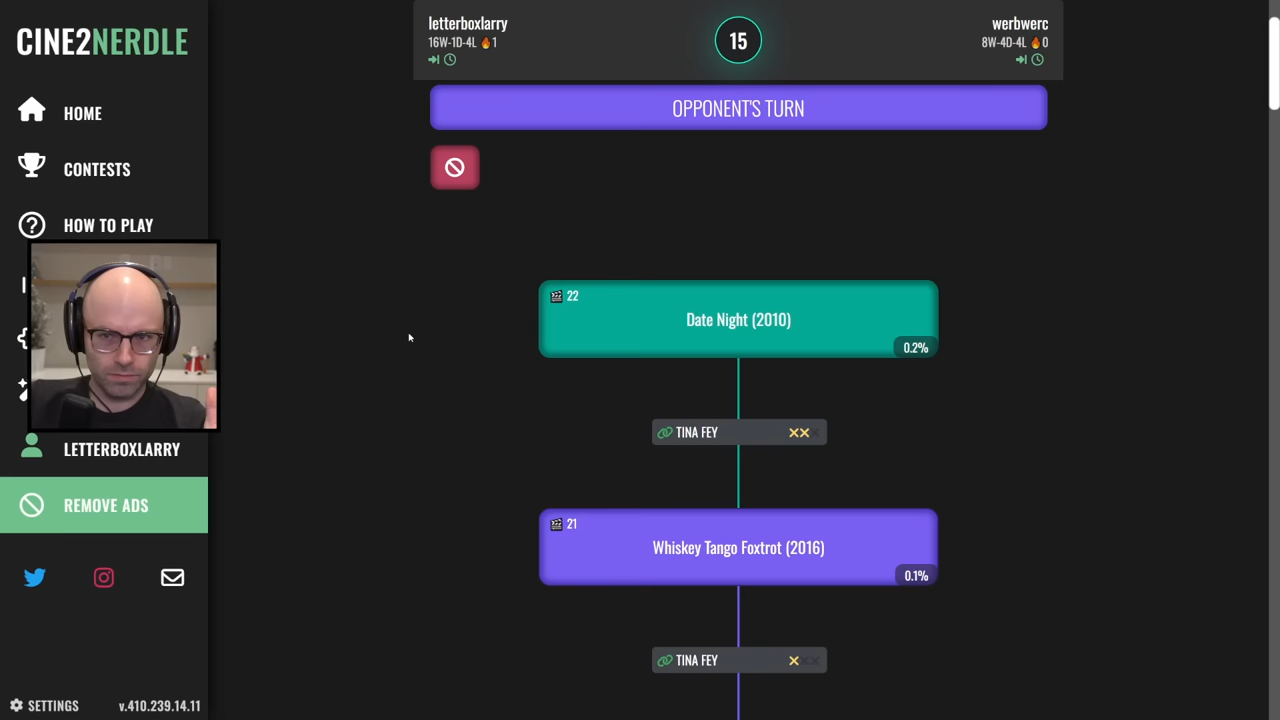 CINE2NERDLE
HOME
CONTESTS
HOW TO PLAY
LETTERBOXLARRY
REMOVE ADS
SETTINGS
v.410.239.14.11
letterboxlarry
16W-1D-4L 🔥1
15
werbwerc
8W-4D-4L 🔥0
OPPONENT'S TURN
22
Date Night (2010)
0.2%
TINA FEY
21
Whiskey Tango Foxtrot (2016)
0.1%
TINA FEY